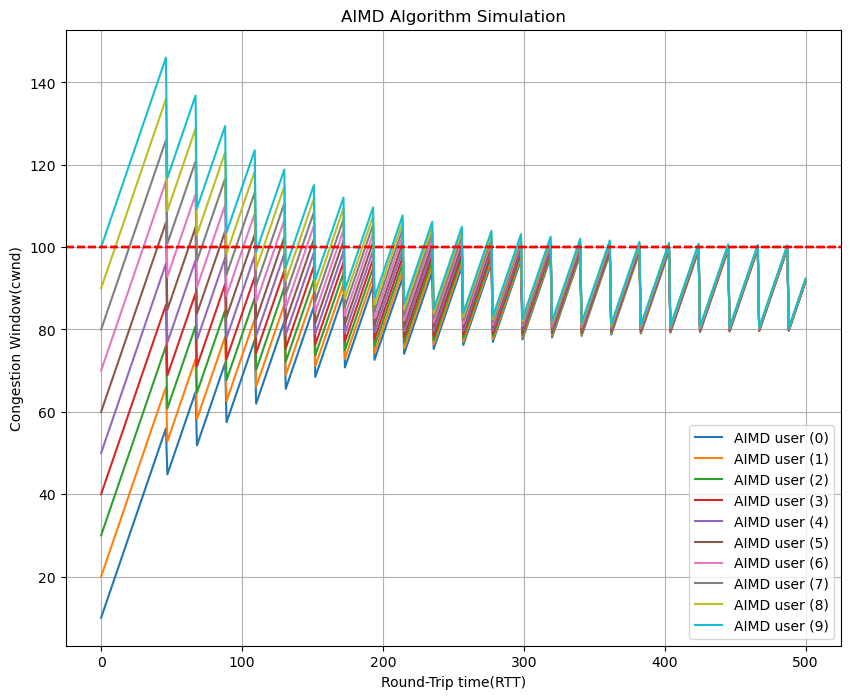 AIMD Algorithm Simulation
Congestion Window(cwnd)
140
120
100
80
60
40
20
0
100
200
300
400
500
Round-Trip time(RTT)
AIMD user (0)
AIMD user (1)
AIMD user (2)
AIMD user (3)
AIMD user (4)
AIMD user (5)
AIMD user (6)
AIMD user (7)
AIMD user (8)
AIMD user (9)